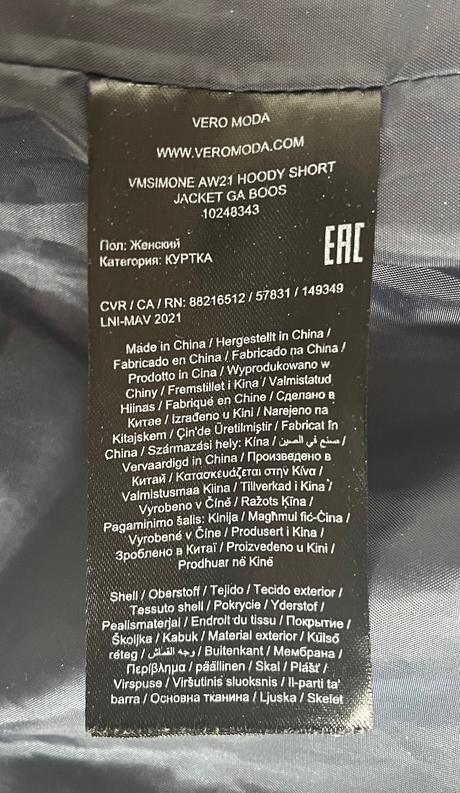 VERO MODA
WWW.VEROMODA.COM
VMSIMONE AW21 HOODY SHORT
JACKET GA BOOS
10248343
EAC
Пол: Женский
Категория: КУРТКА
CVR / CA / RN: 88216512 / 57831 / 149349
LNI-MAV 2021
Made in China / Hergestellt in China /
Fabricado en China / Fabricado na China /
Prodotto in Cina / Wyprodukowano w
Chiny / Fremstillet i Kina / Valmistatud
Hiinas / Fabriqué en Chine / Сделано в
Китае / Izrađeno u Kini / Narejeno na
Kitajskem / Çin'de Üretilmiştir / Fabricat în
China / Származási hely: Kína / صنع في الصين /
Vervaardigd in China / Произведено в
Китай / Κατασκευάζεται στην Κίνα /
Valmistusmaa Kiina / Tillverkad i Kina /
Vyrobeno v Číně / Ražots Ķīna /
Pagaminimo šalis: Kinija / Magħmul fiċ-Ċina /
Vyrobené v Číne / Produsert i Kina /
Зроблено в Китаї / Proizvedeno u Kini /
Prodhuar në Kinë
Shell / Oberstoff / Tejido / Tecido exterior /
Tessuto shell / Pokrycie / Yderstof /
Pealismaterjal / Endroit du tissu / Покрытие /
Školjka / Kabuk / Material exterior / Külső
réteg / وجه القماش / Buitenkant / Мембрана /
Περίβλημα / päällinen / Skal / Plášť /
Virspuse / Viršutinis sluoksnis / Il-parti ta'
barra / Основна тканина / Ljuska / Skelet